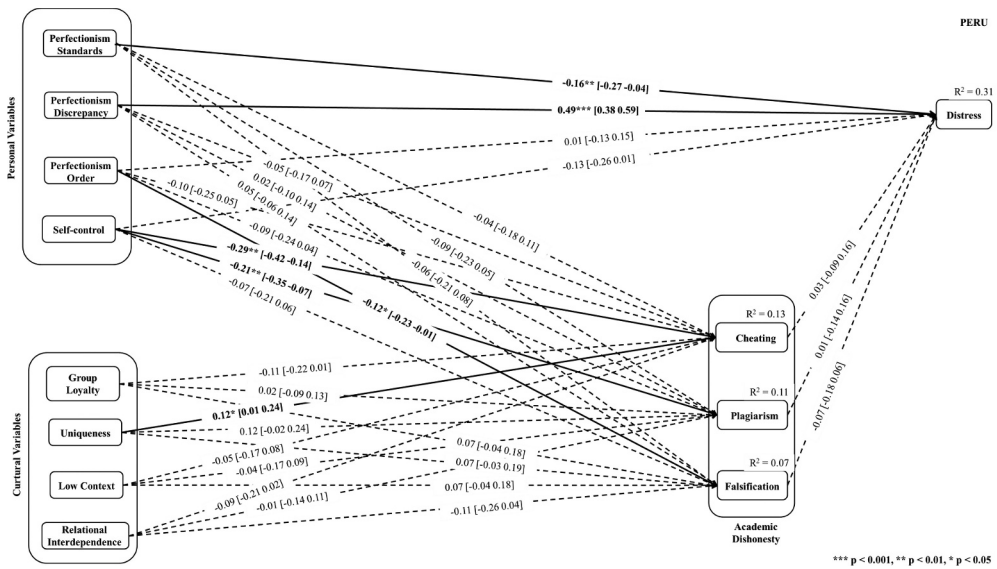 PERU
Personal Variables
Perfectionism
Standards
Perfectionism
Discrepancy
Perfectionism
Order
Self-control
-0.16** [-0.27 -0.04]
0.49*** [0.38 0.59]
0.01 [-0.13 0.15]
-0.13 [-0.26 0.01]
R² = 0.31
Distress
-0.05 [-0.17 0.07]
0.02 [-0.10 0.14]
0.05 [-0.06 0.14]
-0.10 [-0.25 0.05]
-0.04 [-0.18 0.11]
-0.09 [-0.23 0.05]
-0.06 [-0.21 0.08]
-0.09 [-0.24 0.04]
-0.29** [-0.42 -0.14]
-0.21** [-0.35 -0.07]
-0.07 [-0.21 0.06]
-0.12* [-0.23 -0.01]
0.03 [-0.09 0.16]
0.01 [-0.14 0.16]
-0.07 [-0.18 0.06]
R² = 0.13
Cheating
R² = 0.11
Plagiarism
R² = 0.07
Falsification
Academic
Dishonesty
Curtural Variables
Group
Loyalty
Uniqueness
Low Context
Relational
Interdependence
-0.11 [-0.22 0.01]
0.02 [-0.09 0.13]
0.12* [0.01 0.24]
0.12 [-0.02 0.24]
0.07 [-0.04 0.18]
-0.05 [-0.17 0.08]
-0.04 [-0.17 0.09]
0.07 [-0.03 0.19]
0.07 [-0.04 0.18]
-0.09 [-0.21 0.02]
-0.01 [-0.14 0.11]
-0.11 [-0.26 0.04]
*** p < 0.001, ** p < 0.01, * p < 0.05